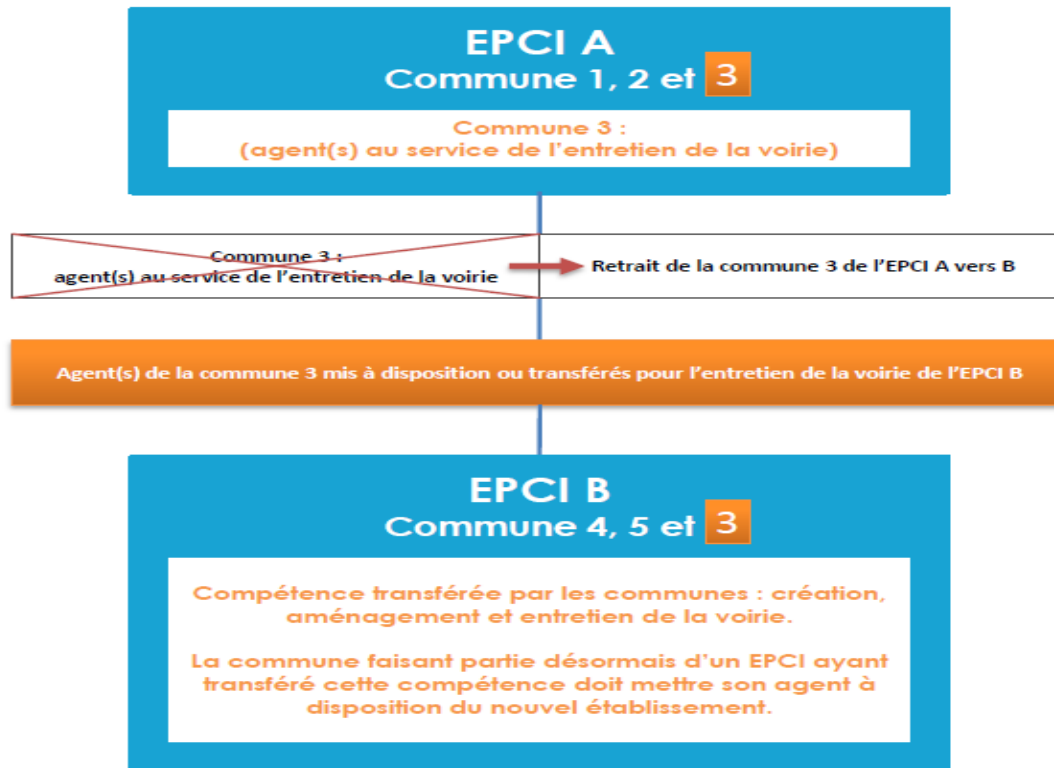 EPCI A
Commune 1, 2 et 3
Commune 3 :
(agent(s) au service de l'entretien de la voirie)
Commune 3 :
agent(s) au service de l'entretien de la voirie
Retrait de la commune 3 de l'EPCI A vers B
Agent(s) de la commune 3 mis à disposition ou transférés pour l'entretien de la voirie de l'EPCI B
EPCI B
Commune 4, 5 et 3
Compétence transférée par les communes : création,
aménagement et entretien de la voirie.
La commune faisant partie désormais d'un EPCI ayant
transféré cette compétence doit mettre son agent à
disposition du nouvel établissement.